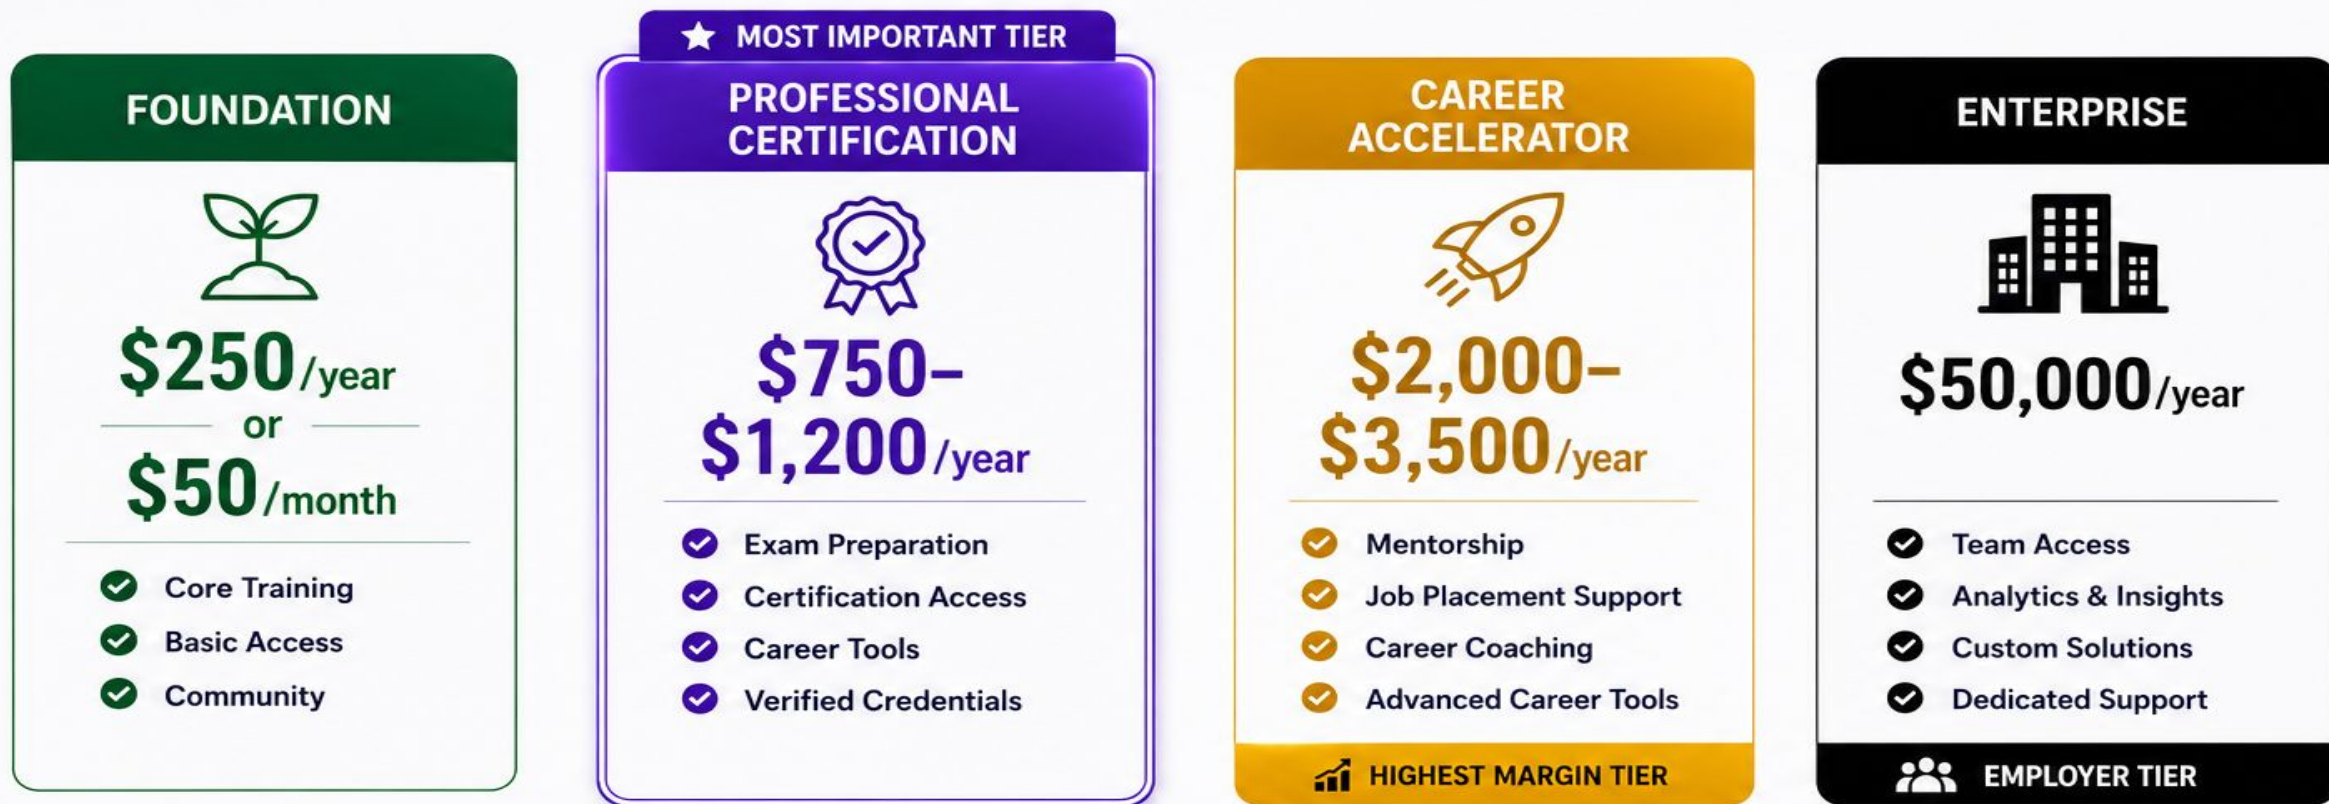 FOUNDATION
$250/year
or
$50/month
Core Training
Basic Access
Community
MOST IMPORTANT TIER
PROFESSIONAL
CERTIFICATION
$750–
$1,200/year
Exam Preparation
Certification Access
Career Tools
Verified Credentials
CAREER
ACCELERATOR
$2,000–
$3,500/year
Mentorship
Job Placement Support
Career Coaching
Advanced Career Tools
HIGHEST MARGIN TIER
ENTERPRISE
$50,000/year
Team Access
Analytics & Insights
Custom Solutions
Dedicated Support
EMPLOYER TIER